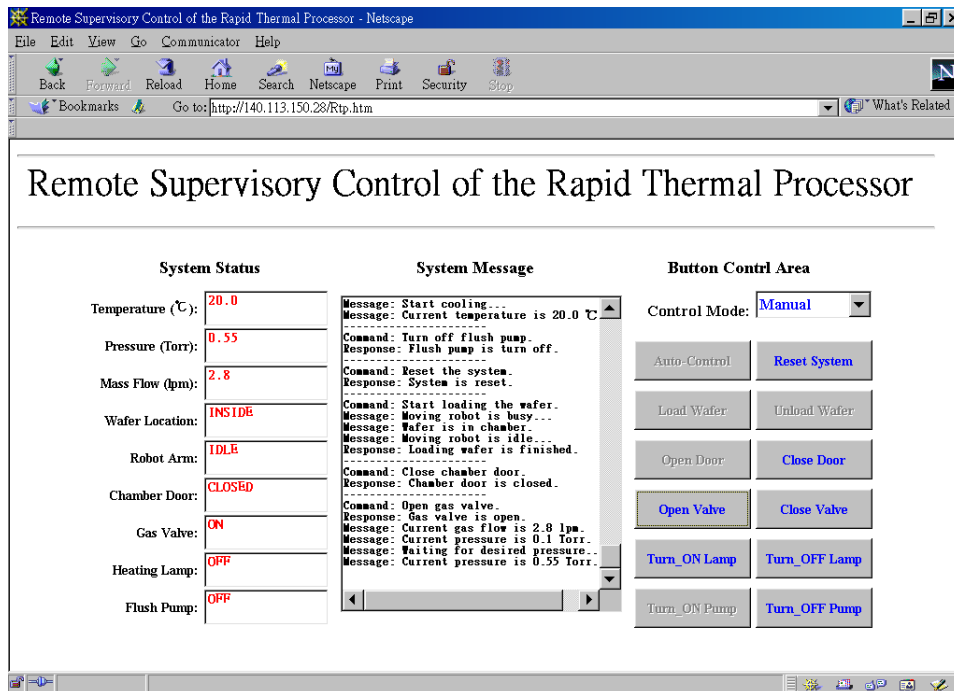 Remote Supervisory Control of the Rapid Thermal Processor - Netscape
File Edit View Go Communicator Help
Back Forward Reload Home Search Netscape Print Security Stop
Bookmarks Go to: http://140.113.150.28/Rtp.htm What's Related
Remote Supervisory Control of the Rapid Thermal Processor
System Status
Temperature (℃): 20.0
Pressure (Torr): 0.55
Mass Flow (lpm): 2.8
Wafer Location: INSIDE
Robot Arm: IDLE
Chamber Door: CLOSED
Gas Valve: ON
Heating Lamp: OFF
Flush Pump: OFF
System Message
Message: Start cooling...
Message: Current temperature is 20.0 ℃
-----------------------
Command: Turn off flush pump.
Response: Flush pump is turn off.
-----------------------
Command: Reset the system.
Response: System is reset.
-----------------------
Command: Start loading the wafer.
Message: Moving robot is busy...
Message: Wafer is in chamber.
Message: Moving robot is idle...
Response: Loading wafer is finished.
-----------------------
Command: Close chamber door.
Response: Chamber door is closed.
-----------------------
Command: Open gas valve.
Response: Gas valve is open.
Message: Current gas flow is 2.8 lpm.
Message: Current pressure is 0.1 Torr.
Message: Waiting for desired pressure..
Message: Current pressure is 0.55 Torr.
Button Contrl Area
Control Mode: Manual
Auto-Control Reset System
Load Wafer Unload Wafer
Open Door Close Door
Open Valve Close Valve
Turn_ON Lamp Turn_OFF Lamp
Turn_ON Pump Turn_OFF Pump